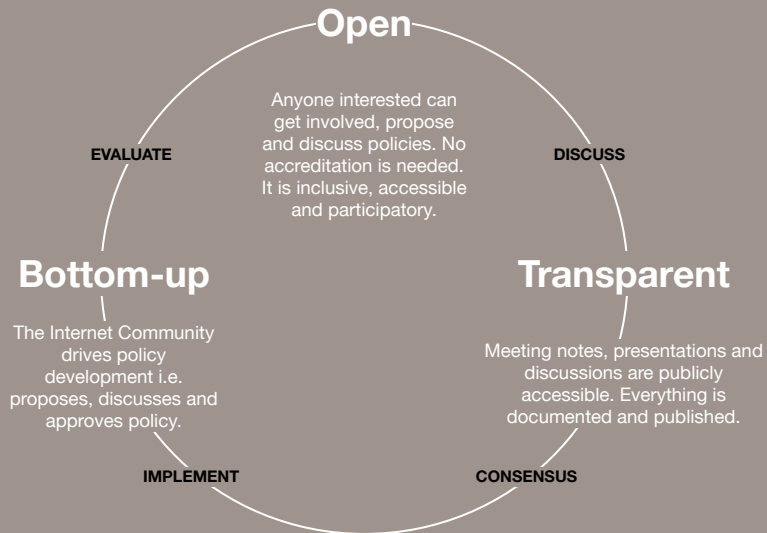 Open
Anyone interested can
get involved, propose
and discuss policies. No
accreditation is needed.
It is inclusive, accessible
and participatory.
EVALUATE
DISCUSS
Bottom-up
The Internet Community
drives policy
development i.e.
proposes, discusses and
approves policy.
Transparent
Meeting notes, presentations and
discussions are publicly
accessible. Everything is
documented and published.
IMPLEMENT
CONSENSUS